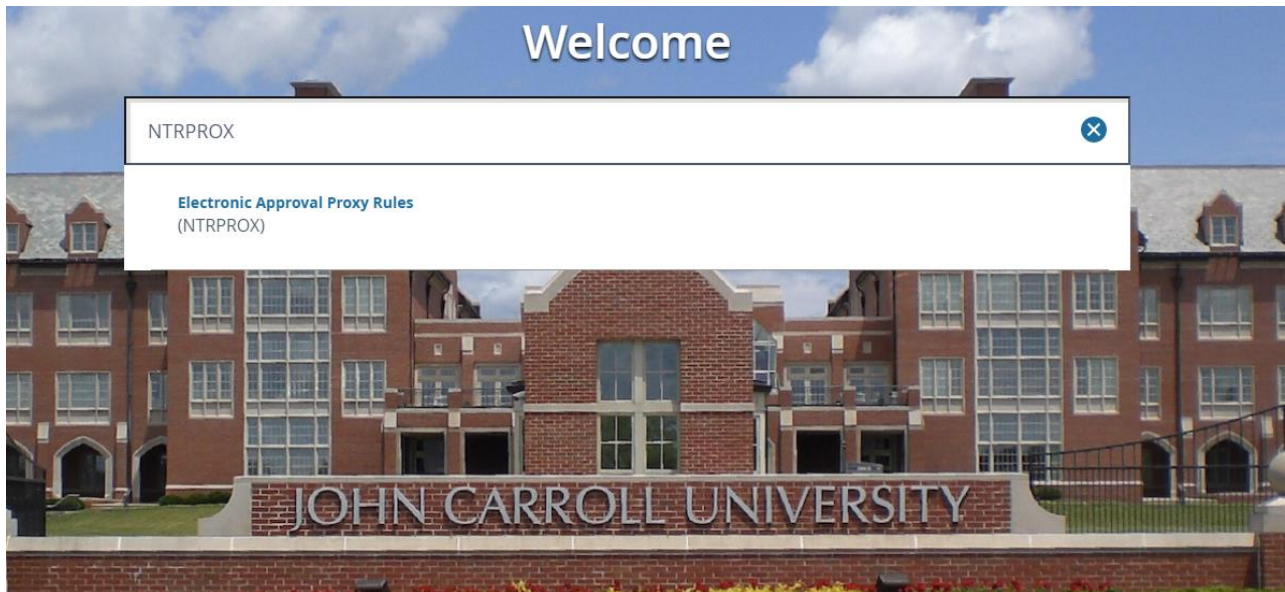 Welcome
NTRPROX
Electronic Approval Proxy Rules
(NTRPROX)
JOHN CARROLL UNIVERSITY